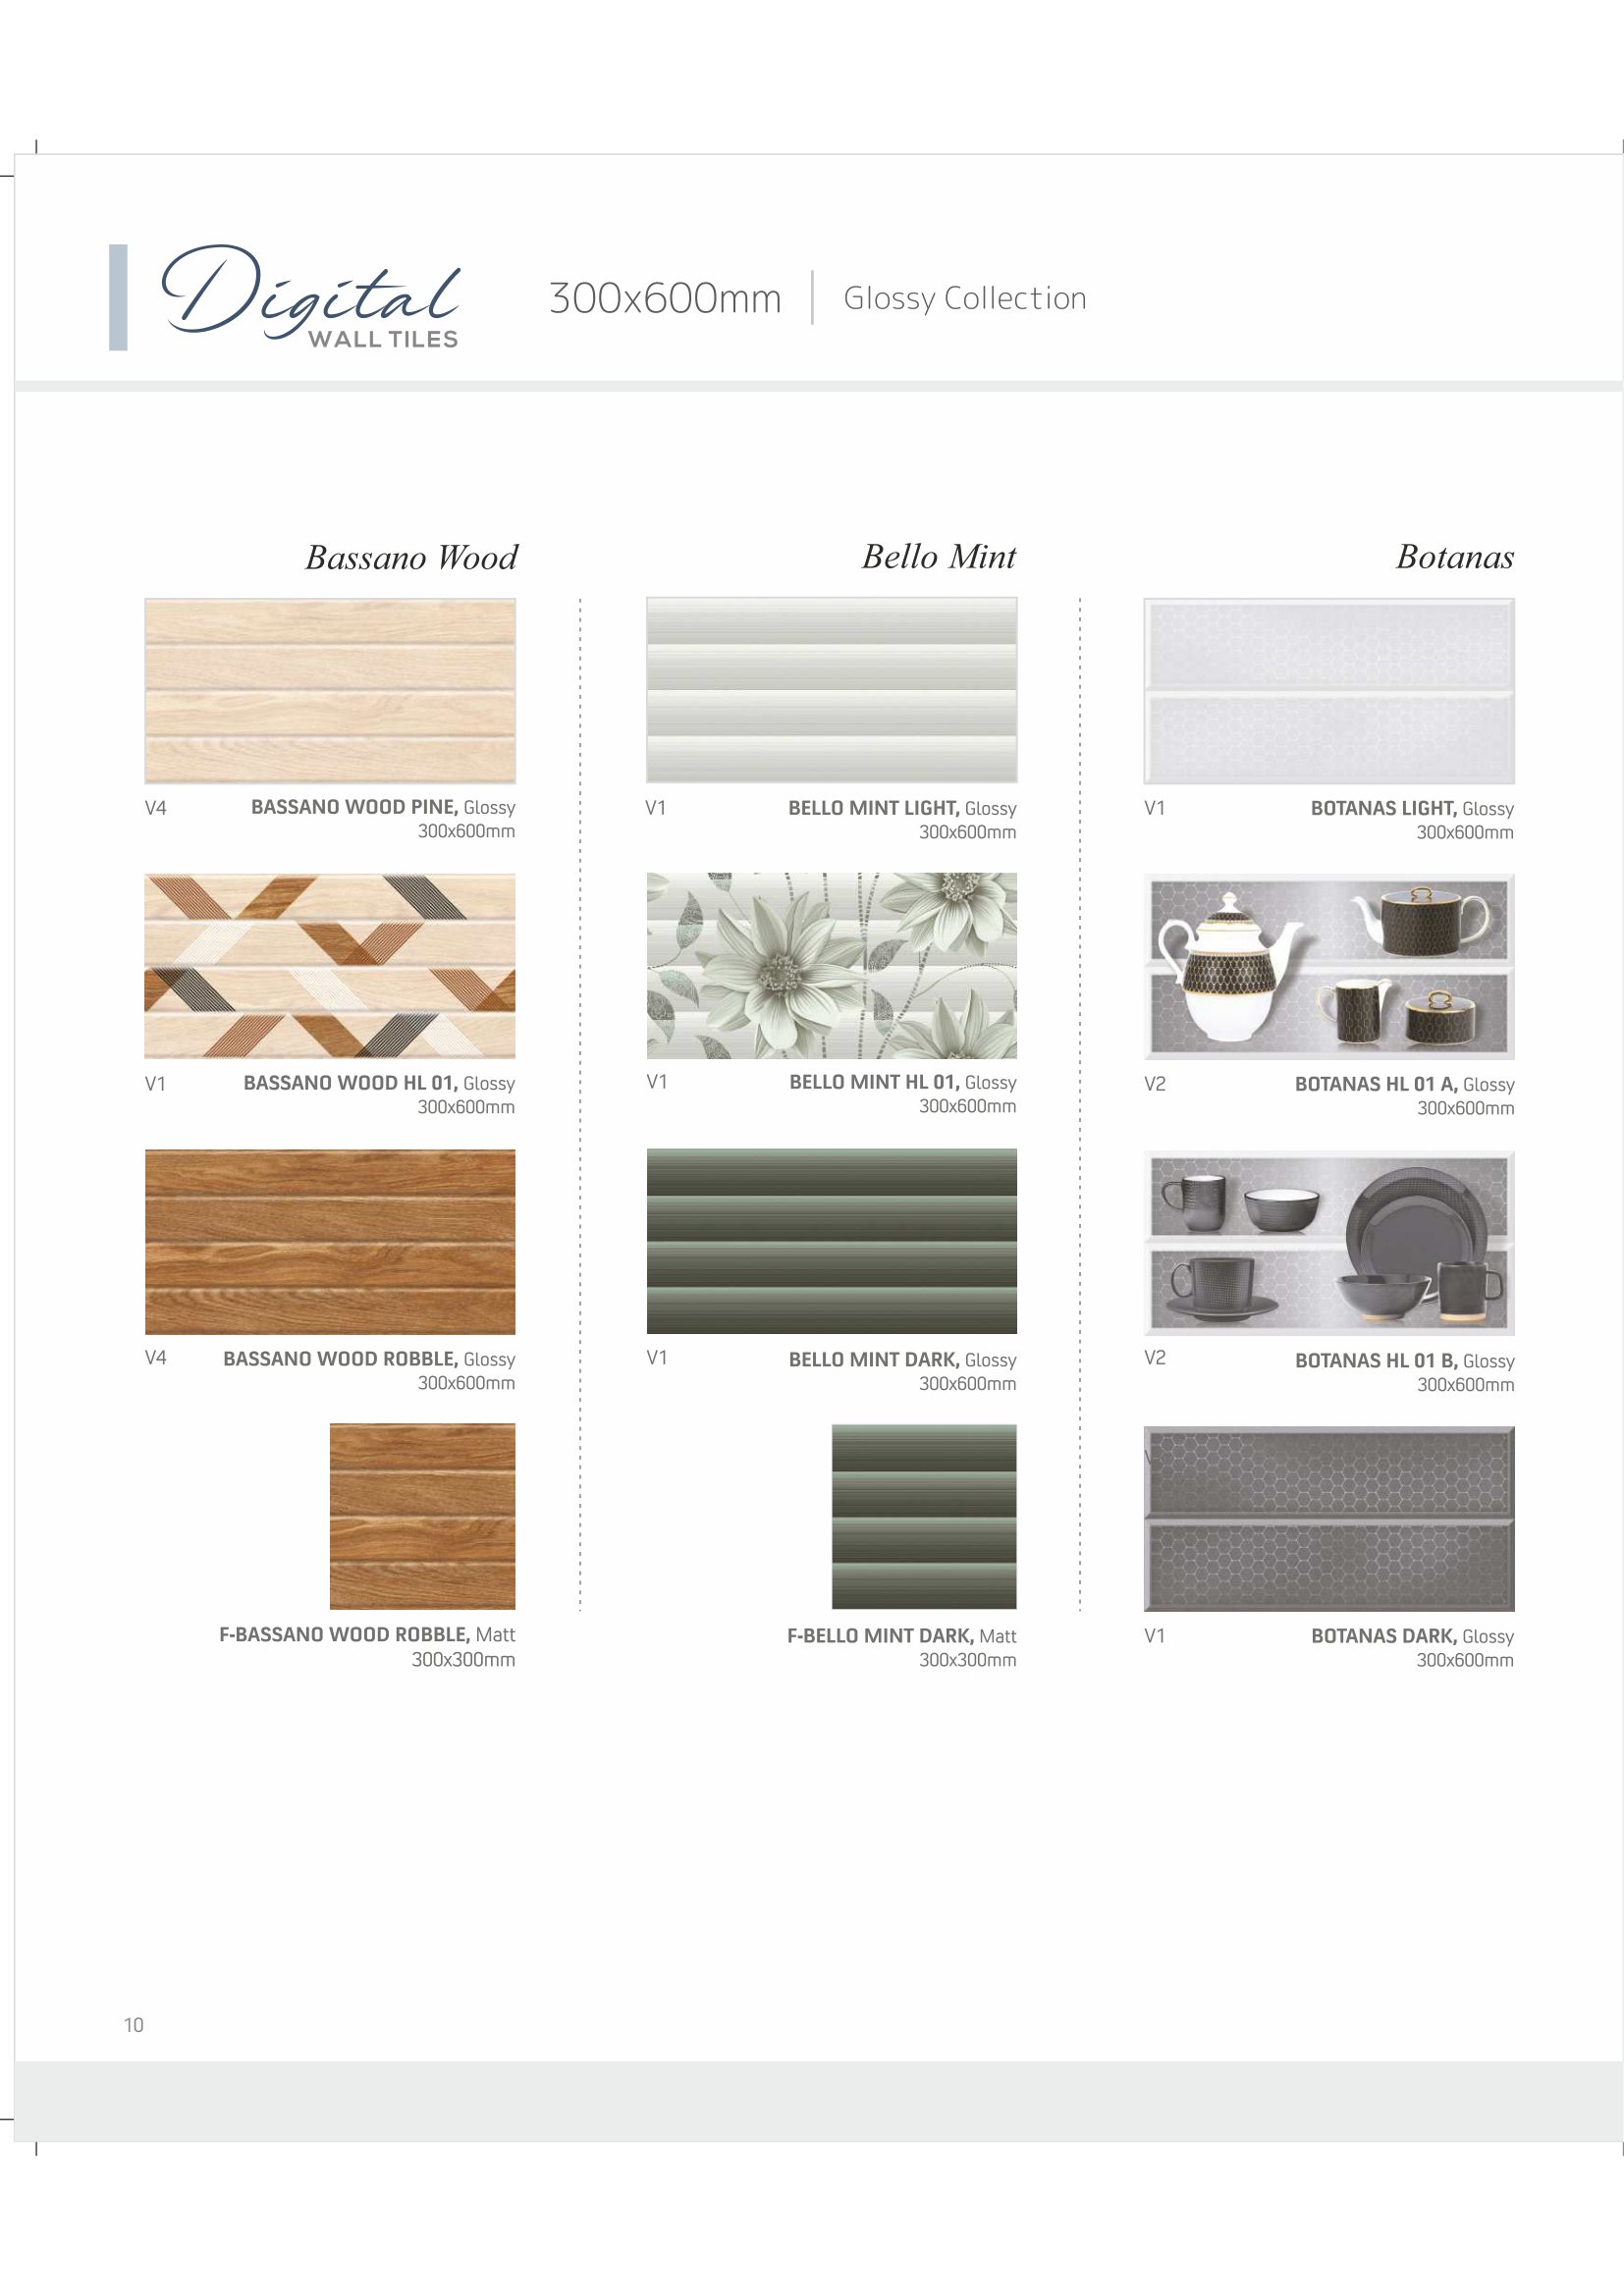 Digital
WALL TILES
300x600mm
Glossy Collection
Bassano Wood
V4 BASSANO WOOD PINE, Glossy
300x600mm
V1 BASSANO WOOD HL 01, Glossy
300x600mm
V4 BASSANO WOOD ROBBLE, Glossy
300x600mm
F-BASSANO WOOD ROBBLE, Matt
300x300mm
Bello Mint
V1 BELLO MINT LIGHT, Glossy
300x600mm
V1 BELLO MINT HL 01, Glossy
300x600mm
V1 BELLO MINT DARK, Glossy
300x600mm
F-BELLO MINT DARK, Matt
300x300mm
Botanas
V1 BOTANAS LIGHT, Glossy
300x600mm
V2 BOTANAS HL 01 A, Glossy
300x600mm
V2 BOTANAS HL 01 B, Glossy
300x600mm
V1 BOTANAS DARK, Glossy
300x600mm
10